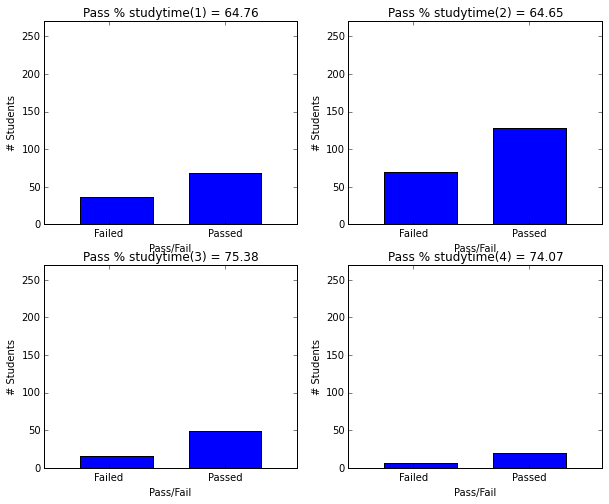 Pass % studytime(1) = 64.76
250
200
150
100
50
0
# Students
Failed Passed
Pass/Fail
Pass % studytime(2) = 64.65
250
200
150
100
50
0
# Students
Failed Passed
Pass/Fail
Pass % studytime(3) = 75.38
250
200
150
100
50
0
# Students
Failed Passed
Pass/Fail
Pass % studytime(4) = 74.07
250
200
150
100
50
0
# Students
Failed Passed
Pass/Fail